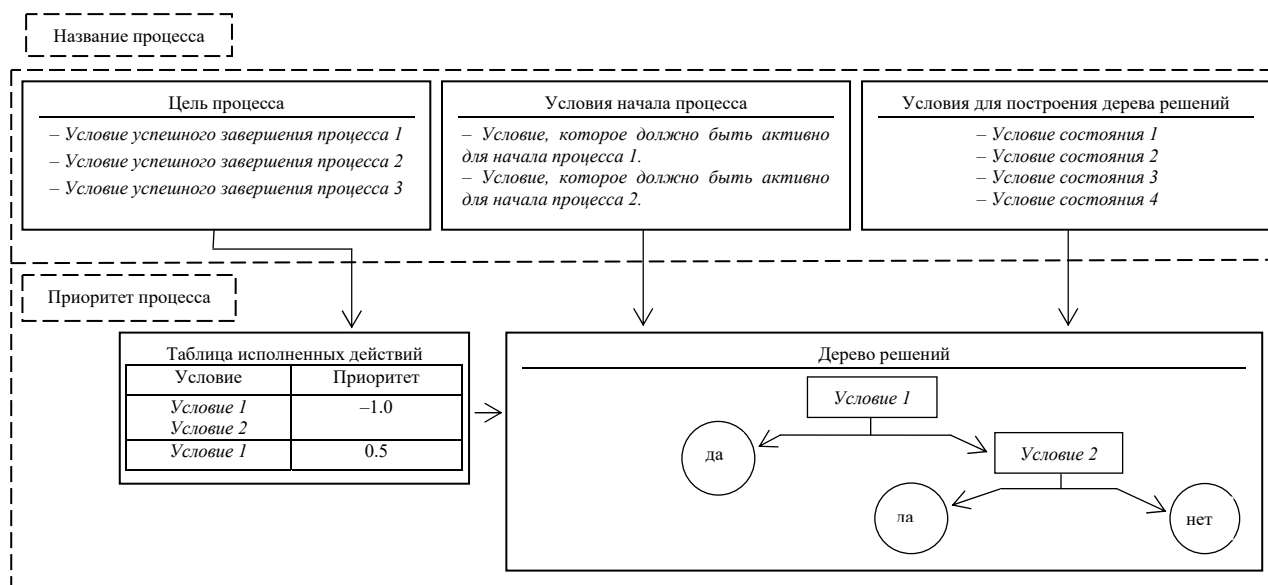 Название процесса
Цель процесса
– Условие успешного завершения процесса 1
– Условие успешного завершения процесса 2
– Условие успешного завершения процесса 3
Условия начала процесса
– Условие, которое должно быть активно
для начала процесса 1.
– Условие, которое должно быть активно
для начала процесса 2.
Условия для построения дерева решений
– Условие состояния 1
– Условие состояния 2
– Условие состояния 3
– Условие состояния 4
Приоритет процесса
Таблица исполненных действий
Условие Приоритет
Условие 1 –1.0
Условие 2
Условие 1 0.5
Дерево решений
Условие 1
да
Условие 2
да
нет